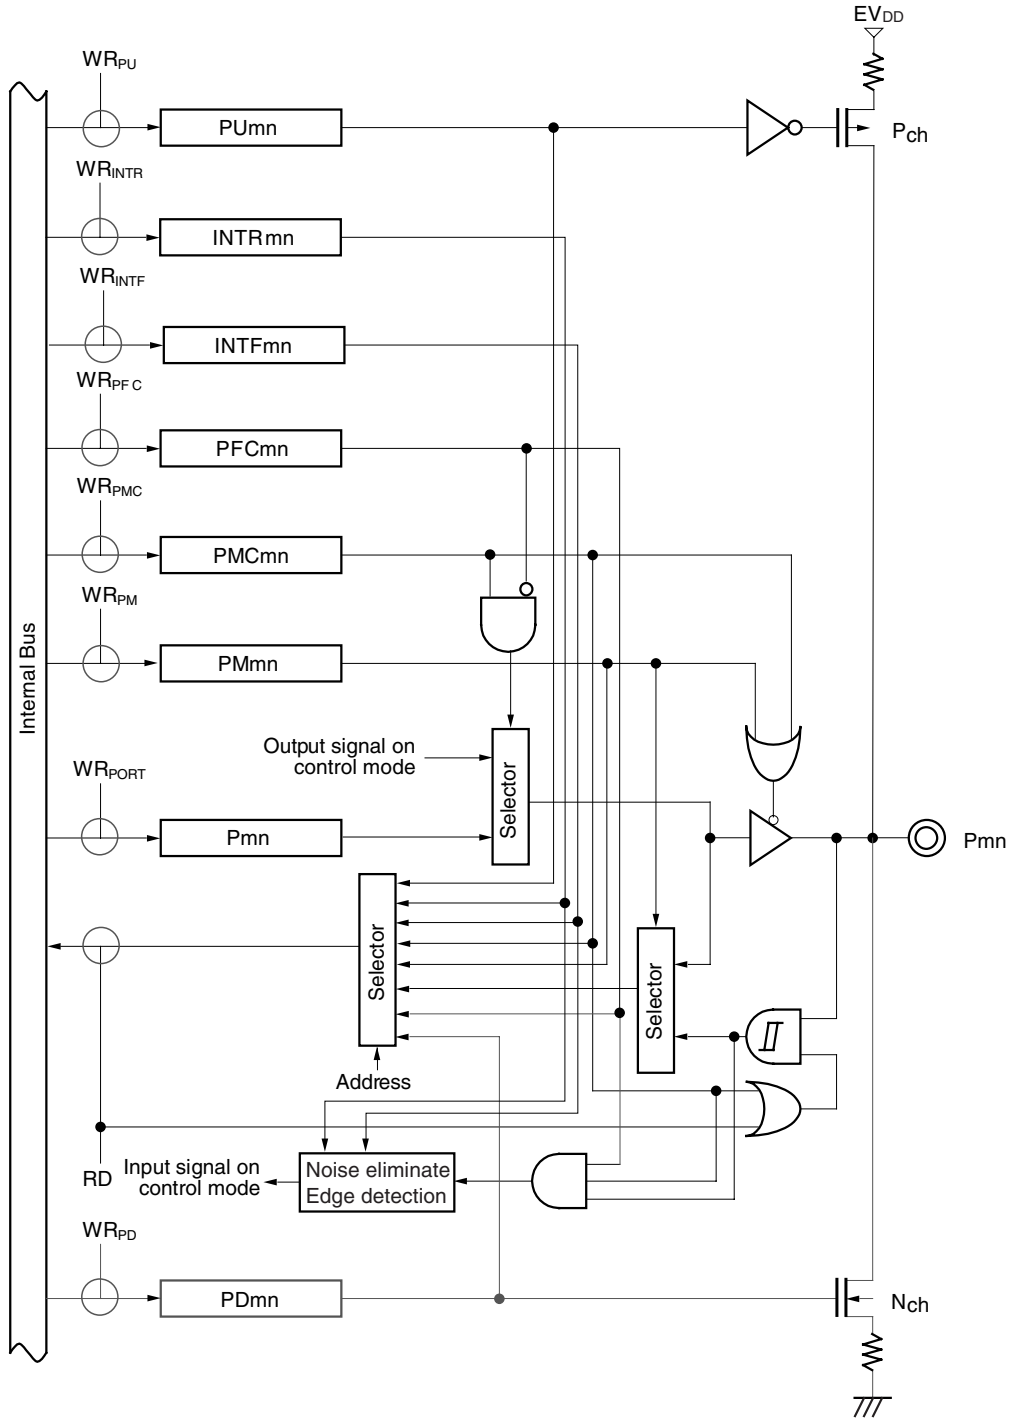 EVDD
WRPU
PUmn
Pch
WRINTR
INTRmn
WRINTF
INTFmn
WRPFC
PFCmn
WRPMC
PMCmn
WRPM
PMmn
Internal Bus
Output signal on
control mode
Selector
WRPORT
Pmn
Pmn
Selector
Selector
Address
RD
Input signal on
control mode
Noise eliminate
Edge detection
WRPD
PDmn
Nch